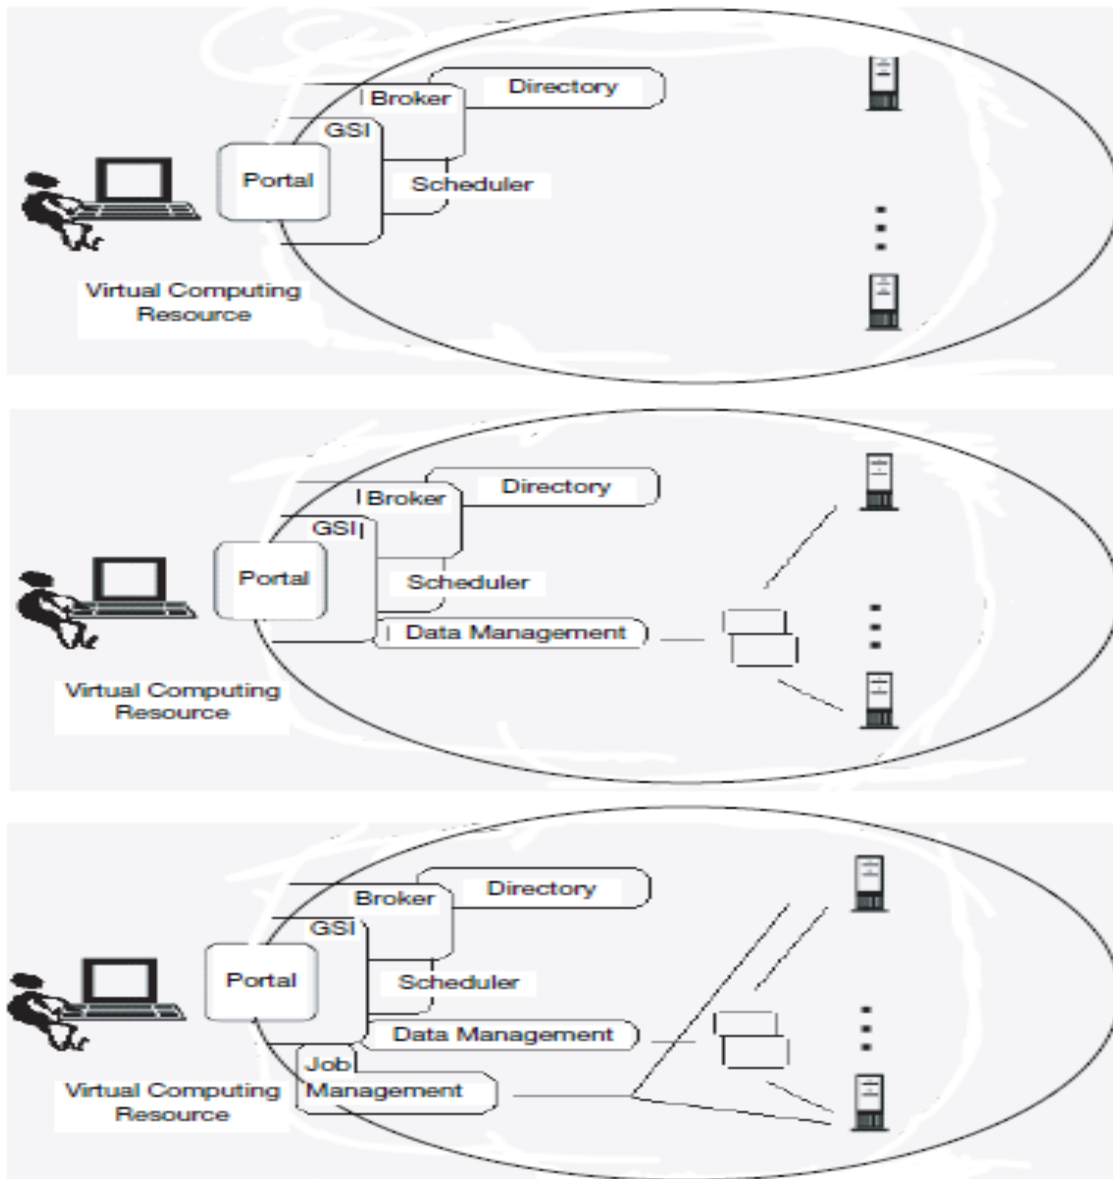 Directory
Broker
GSI
Portal
Scheduler
Virtual Computing
Resource
Directory
Broker
GSI
Portal
Scheduler
Data Management
Virtual Computing
Resource
Directory
Broker
GSI
Portal
Scheduler
Data Management
Job
Management
Virtual Computing
Resource